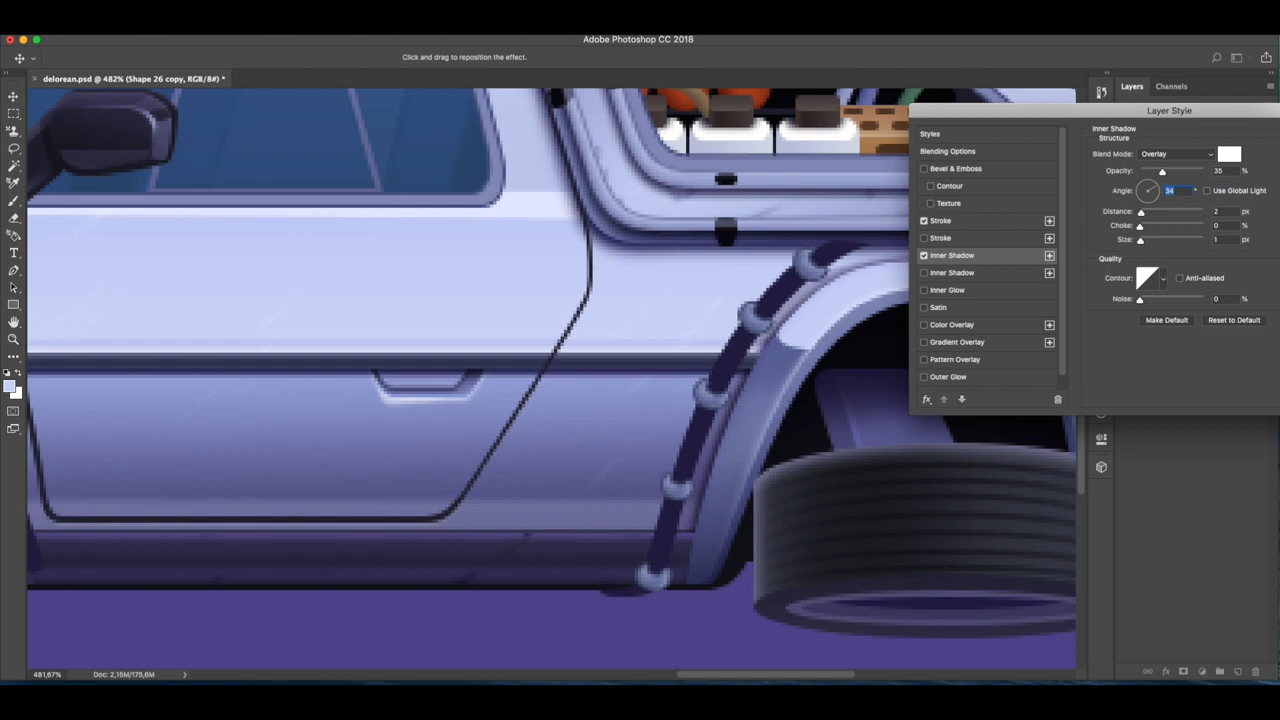 Adobe Photoshop CC 2018
Click and drag to reposition the effect.
delorean.psd @ 482% (Shape 26 copy, RGB/8#) *
Layers
Channels
Layer Style
Styles
Blending Options
Bevel & Emboss
Contour
Texture
Stroke
Stroke
Inner Shadow
Inner Shadow
Inner Glow
Satin
Color Overlay
Gradient Overlay
Pattern Overlay
Outer Glow
fx
Inner Shadow
Structure
Blend Mode: Overlay
Opacity: 35 %
Angle: 34 ° Use Global Light
Distance: 2 px
Choke: 0 %
Size: 1 px
Quality
Contour: Anti-aliased
Noise: 0 %
Make Default Reset to Default
481,67% Doc: 2,15M/175,6M
fx